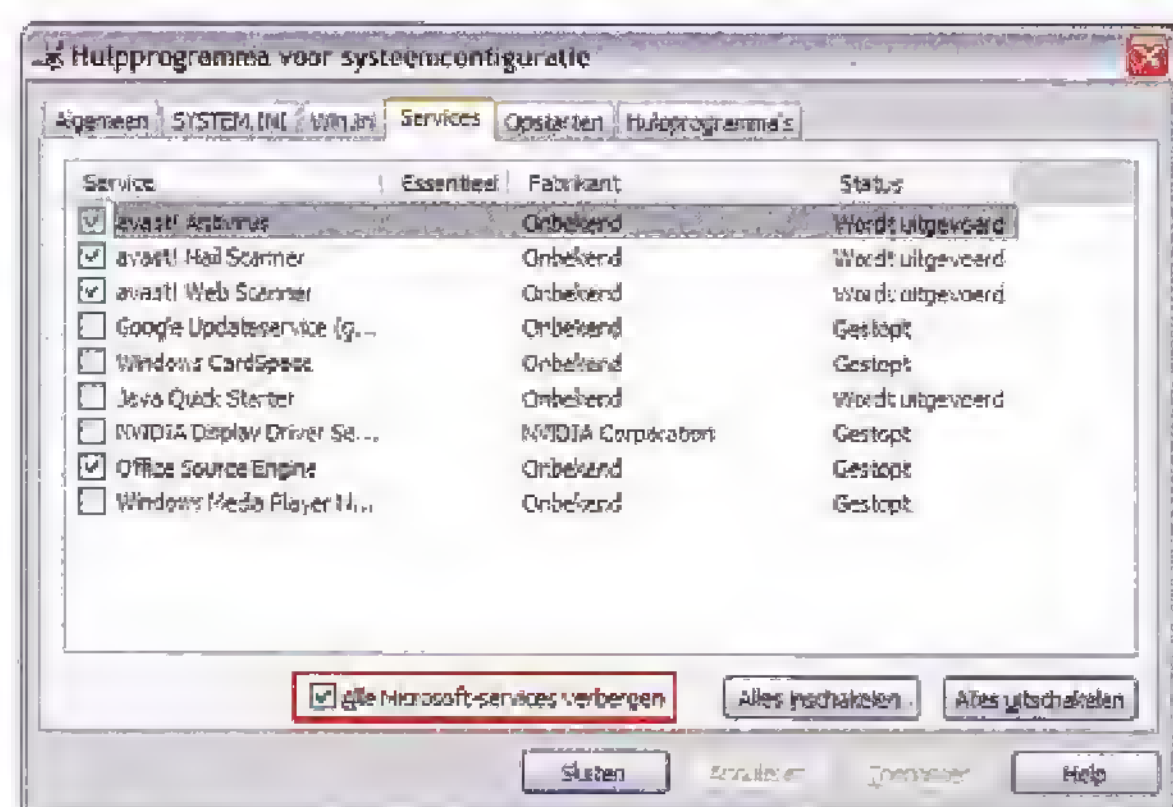 Hulpprogramma voor systeemconfiguratie
Algemeen SYSTEM.INI Win.ini Services Opstarten Hulpprogramma's
Service Essentieel Fabrikant Status
avast! Antivirus Onbekend Wordt uitgevoerd
avast! Mail Scanner Onbekend Wordt uitgevoerd
avast! Web Scanner Onbekend Wordt uitgevoerd
Google Updateservice (g... Onbekend Gestopt
Windows CardSpace Onbekend Gestopt
Java Quick Starter Onbekend Wordt uitgevoerd
NVIDIA Display Driver Se... NVIDIA Corporation Gestopt
Office Source Engine Onbekend Gestopt
Windows Media Player N... Onbekend Gestopt
Alle Microsoft-services verbergen Alles inschakelen Alles uitschakelen
Sluiten Annuleren Toepassen Help